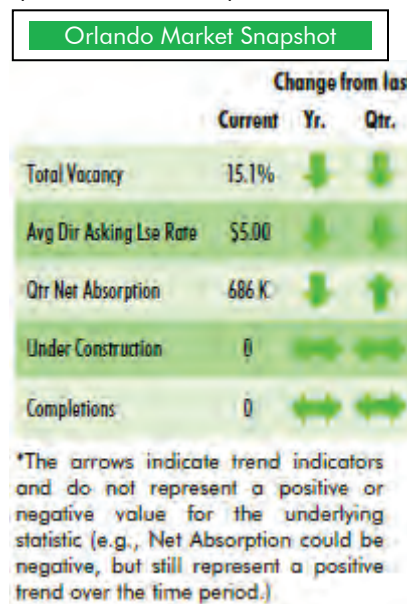 Orlando Market Snapshot
Change from las
Current Yr. Qtr.
Total Vacancy 15.1%
Avg Dir Asking Lse Rate $5.00
Qtr Net Absorption 686 K
Under Construction 0
Completions 0
*The arrows indicate trend indicators
and do not represent a positive or
negative value for the underlying
statistic (e.g., Net Absorption could be
negative, but still represent a positive
trend over the time period.)